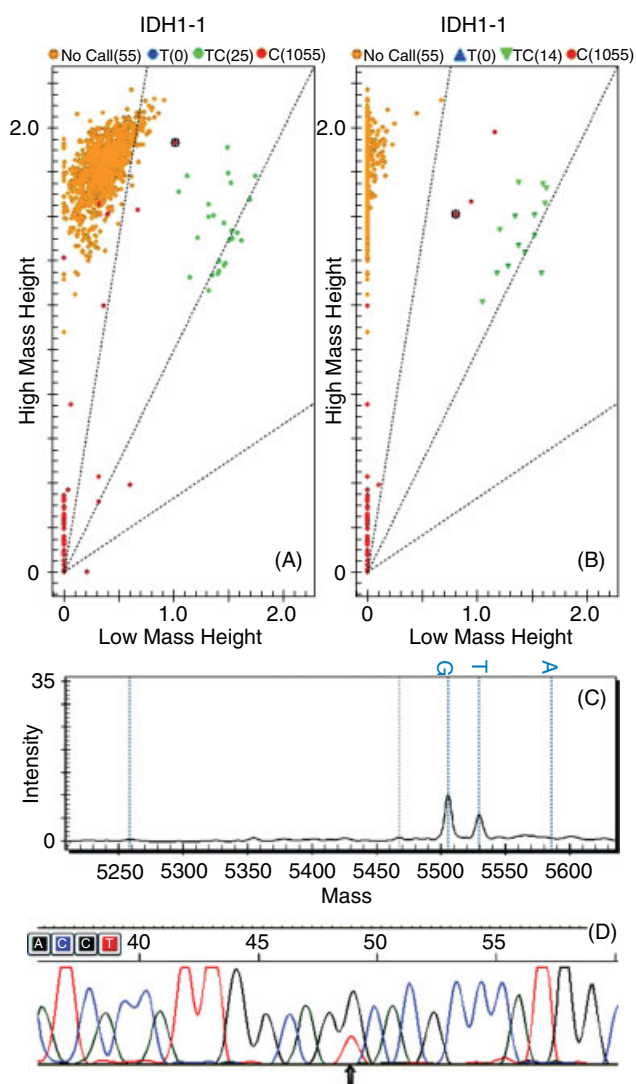 IDH1-1
IDH1-1
No Call(55) T(0) TC(25) C(1055)
No Call(55) T(0) TC(14) C(1055)
2.0
High Mass Height
0
(A)
0 1.0 2.0
Low Mass Height
2.0
High Mass Height
0
(B)
0 1.0 2.0
Low Mass Height
G T A
35
(C)
Intensity
0
5250 5300 5350 5400 5450 5500 5550 5600
Mass
(D)
A C C T 40 45 50 55